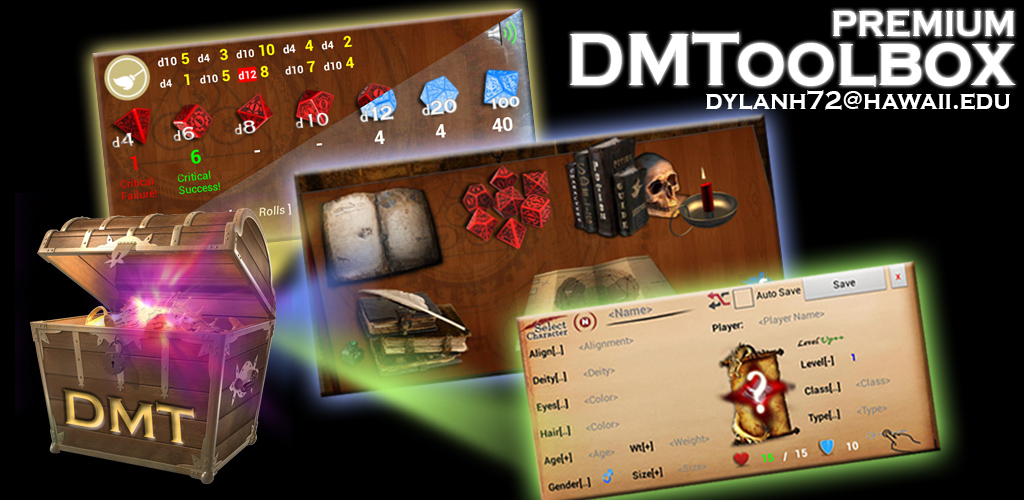 PREMIUM
DMTOOLBOX
DYLANH72@HAWAII.EDU
d10 5 d4 3 d10 10 d4 4 d4 2
d4 1 d10 5 d12 8 d10 7 d10 4
d4 d6 d8 d10 d12 d20 100
1 6 - - 4 4 40
Critical Failure!
Critical Success!
Rolls ]
Select Character
N
<Name>
Auto Save
Save
x
Player: <Player Name>
Align[..] <Alignment>
Level Up++
Deity[..] <Deity>
Level[-] 1
Eyes[..] <Color>
Class[..] <Class>
Hair[..] <Color>
Type[..] <Type>
Age[+] <Age> Wt[+] <Weight>
Gender[..] Size[+] <Size>
?
15 / 15 10
DMT